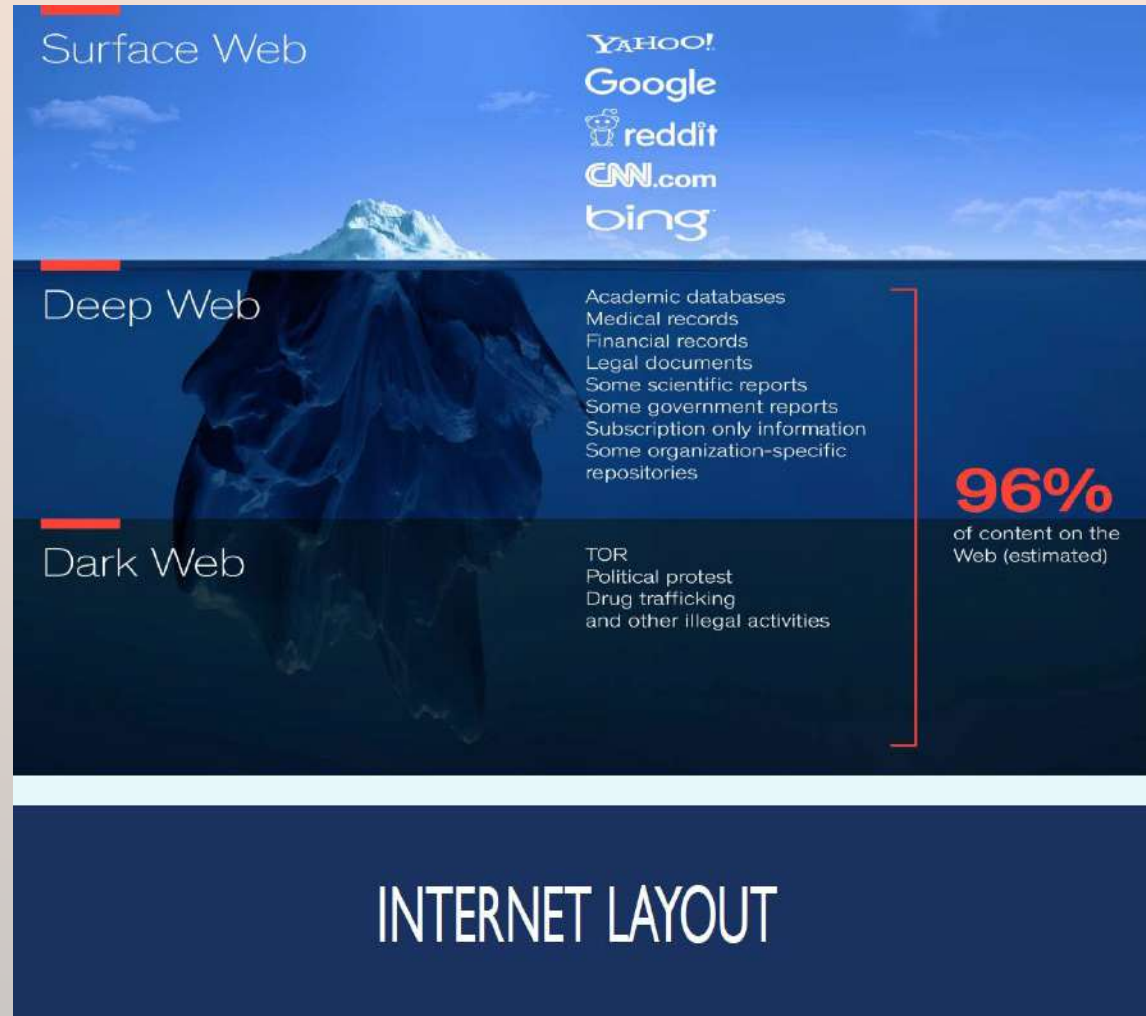 Surface Web
YAHOO!
Google
reddit
CNN.com
bing
Deep Web
Academic databases
Medical records
Financial records
Legal documents
Some scientific reports
Some government reports
Subscription only information
Some organization-specific
repositories
96%
of content on the
Web (estimated)
Dark Web
TOR
Political protest
Drug trafficking
and other illegal activities
INTERNET LAYOUT